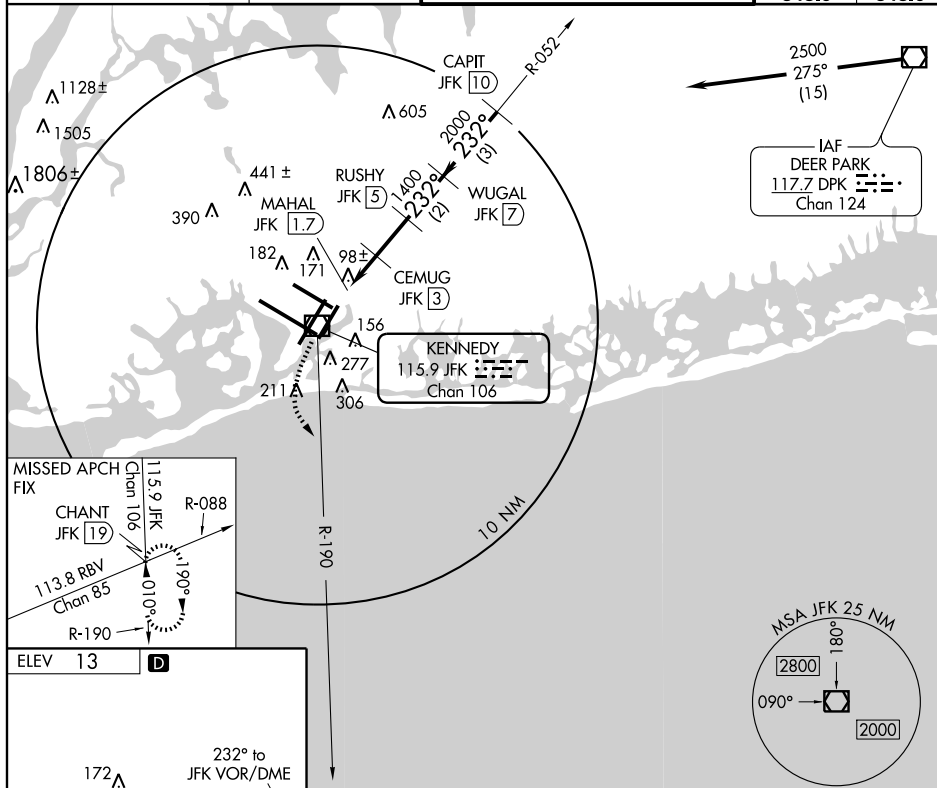 CAPIT
JFK 10
R-052
2500
275°
(15)
IAF
DEER PARK
117.7 DPK
Chan 124
1128±
1505
1806±
605
2000
232°
(3)
441±
390
RUSHY
JFK 5
1400
232°
(2)
WUGAL
JFK 7
MAHAL
JFK 1.7
182
171
98±
CEMUG
JFK 3
156
277
211
306
KENNEDY
115.9 JFK
Chan 106
R-190
10 NM
MISSED APCH
FIX
CHANT
JFK 19
115.9 JFK
Chan 106
R-088
113.8 RBV
Chan 85
010°
190°
R-190
MSA JFK 25 NM
180°
2800
090°
2000
ELEV 13
D
172
232° to
JFK VOR/DME